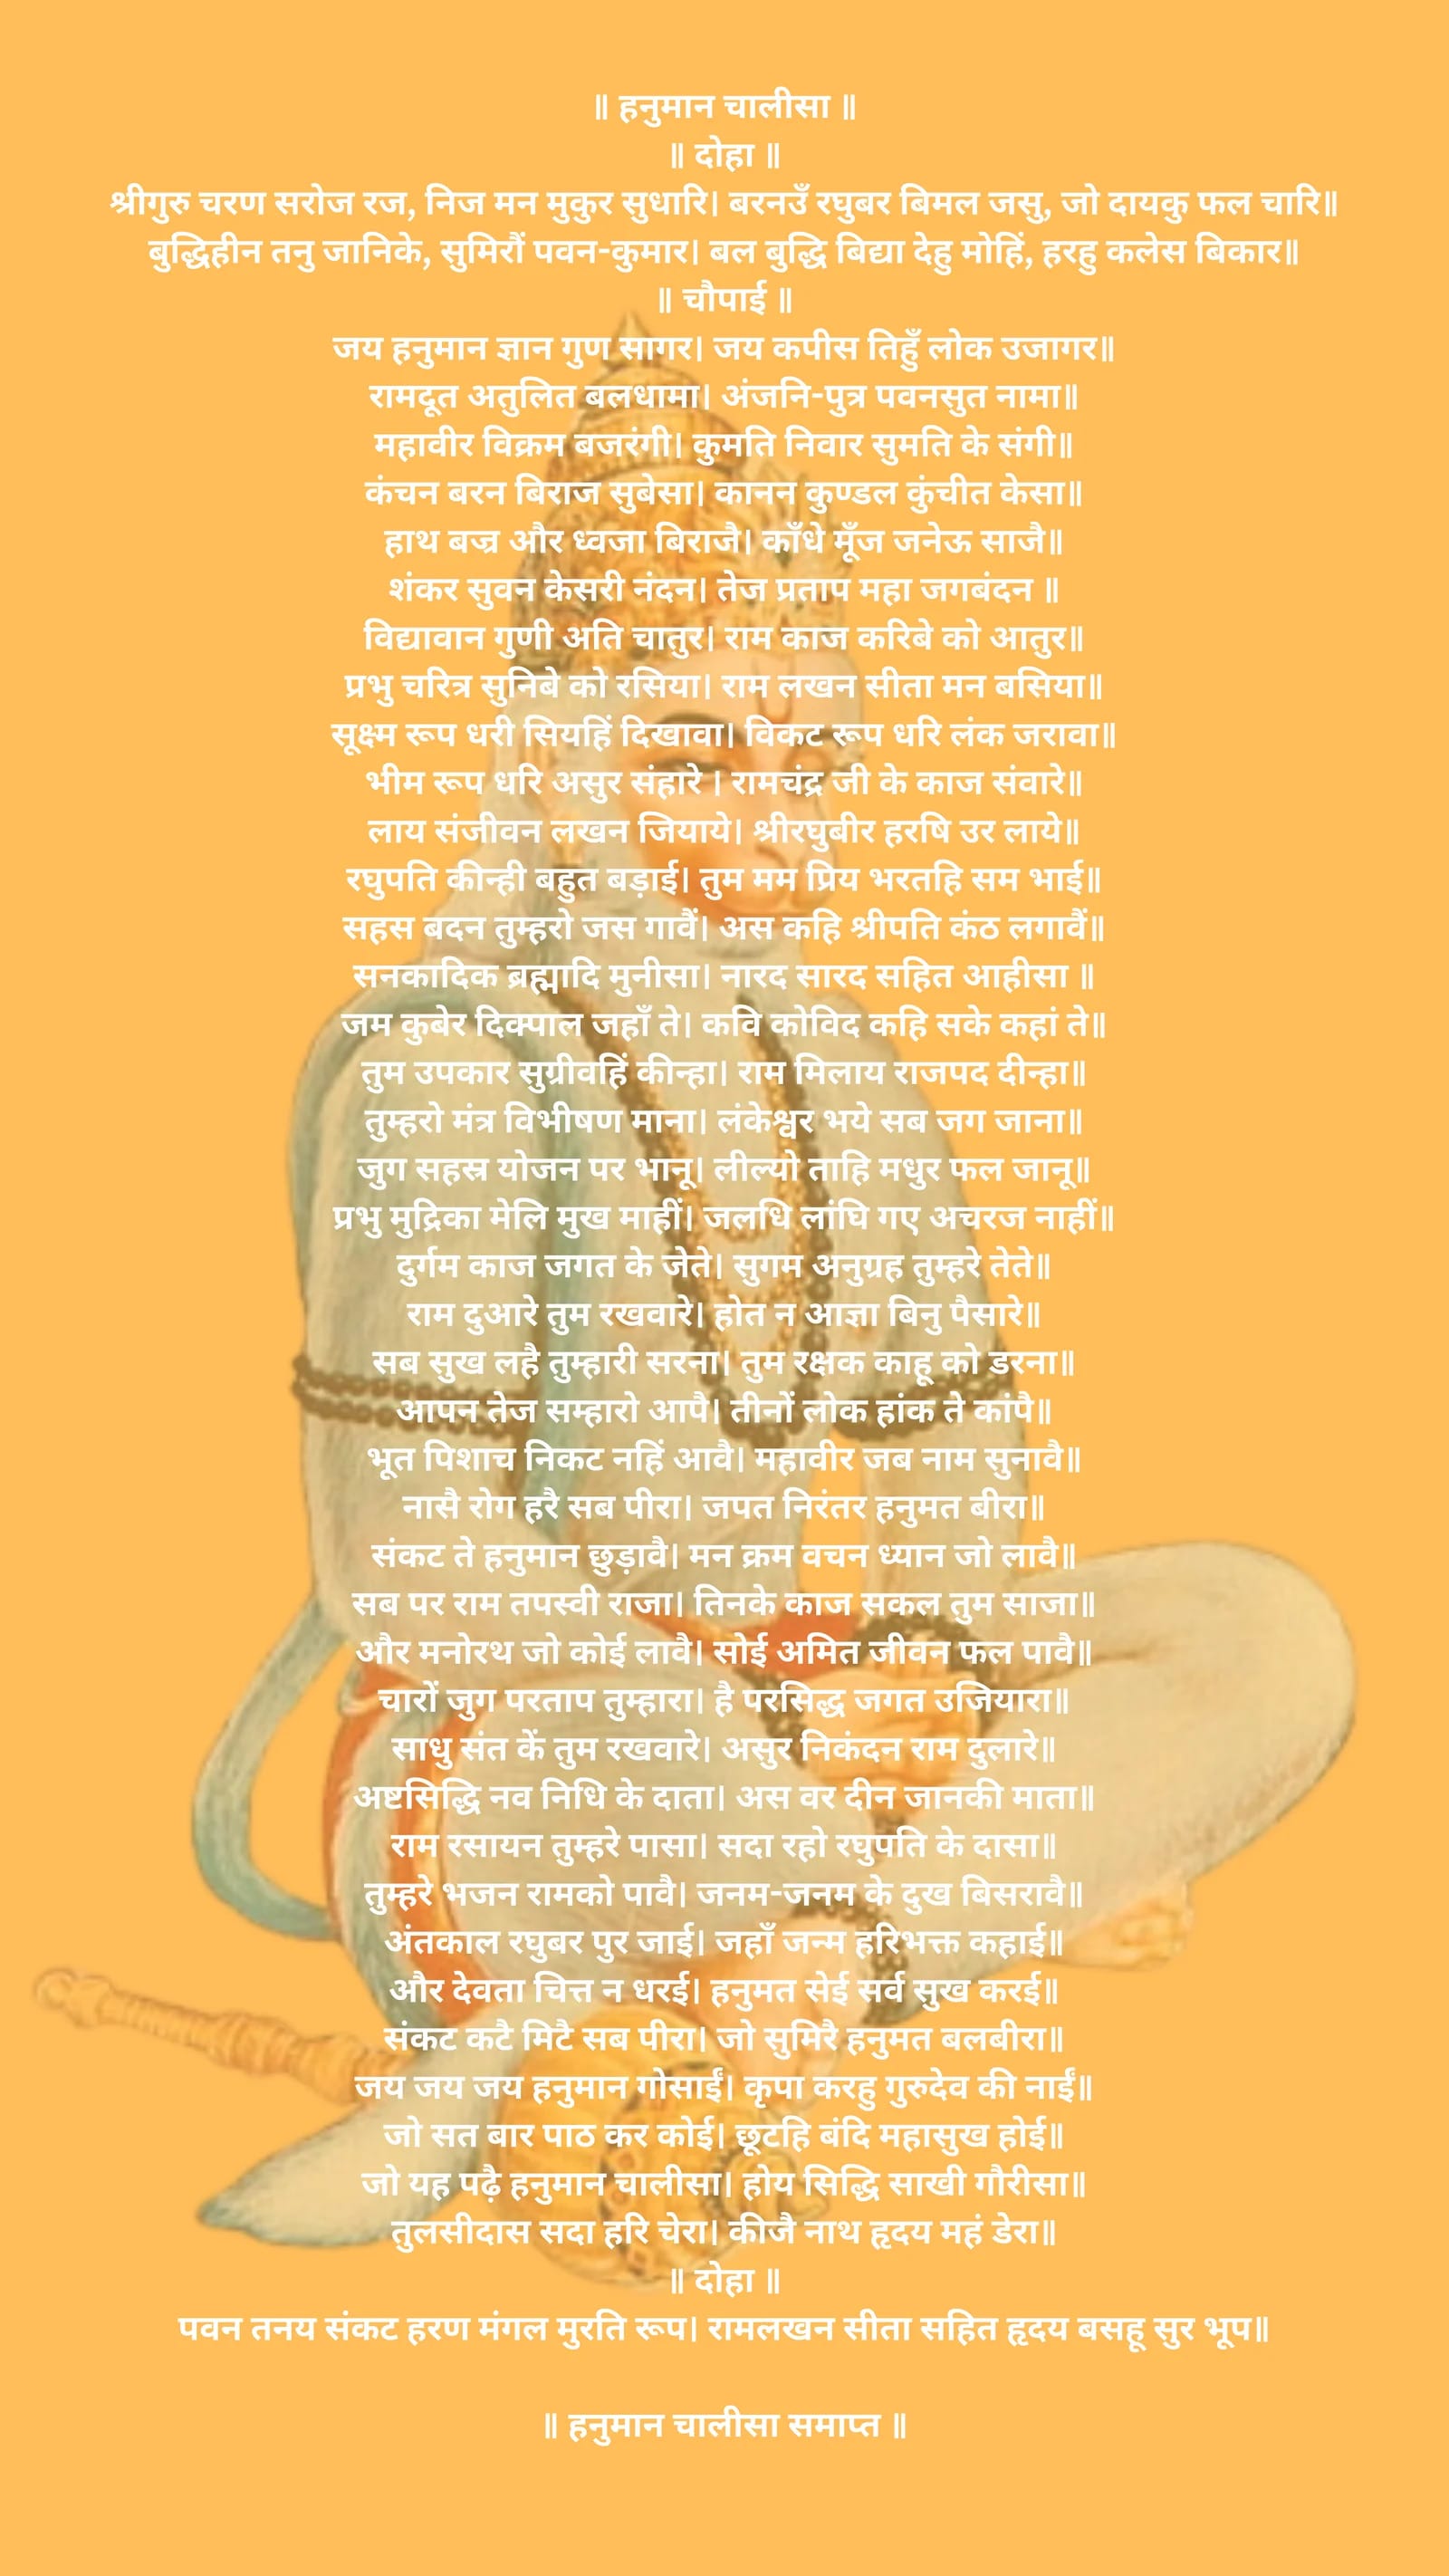 ॥ हनुमान चालीसा ॥
॥ दोहा ॥
श्रीगुरु चरण सरोज रज, निज मन मुकुर सुधारि। बरनउँ रघुबर बिमल जसु, जो दायकु फल चारि॥
बुद्धिहीन तनु जानिके, सुमिरौं पवन-कुमार। बल बुद्धि बिद्या देहु मोहिं, हरहु कलेस बिकार॥
॥ चौपाई ॥
जय हनुमान ज्ञान गुण सागर। जय कपीस तिहुँ लोक उजागर॥
रामदूत अतुलित बलधामा। अंजनि-पुत्र पवनसुत नामा॥
महावीर विक्रम बजरंगी। कुमति निवार सुमति के संगी॥
कंचन बरन बिराज सुबेसा। कानन कुण्डल कुंचीत केसा॥
हाथ बज्र और ध्वजा बिराजै। काँधे मूँज जनेऊ साजै॥
शंकर सुवन केसरी नंदन। तेज प्रताप महा जगबंदन ॥
विद्यावान गुणी अति चातुर। राम काज करिबे को आतुर॥
प्रभु चरित्र सुनिबे को रसिया। राम लखन सीता मन बसिया॥
सूक्ष्म रूप धरी सियहिं दिखावा। विकट रूप धरि लंक जरावा॥
भीम रूप धरि असुर संहारे । रामचंद्र जी के काज संवारे॥
लाय संजीवन लखन जियाये। श्रीरघुबीर हरषि उर लाये॥
रघुपति कीन्ही बहुत बड़ाई। तुम मम प्रिय भरतहि सम भाई॥
सहस बदन तुम्हरो जस गावैं। अस कहि श्रीपति कंठ लगावैं॥
सनकादिक ब्रह्मादि मुनीसा। नारद सारद सहित आहीसा ॥
जम कुबेर दिक्पाल जहाँ ते। कवि कोविद कहि सके कहां ते॥
तुम उपकार सुग्रीवहिं कीन्हा। राम मिलाय राजपद दीन्हा॥
तुम्हरो मंत्र विभीषण माना। लंकेश्वर भये सब जग जाना॥
जुग सहस्र योजन पर भानू। लील्यो ताहि मधुर फल जानू॥
प्रभु मुद्रिका मेलि मुख माहीं। जलधि लांघि गए अचरज नाहीं॥
दुर्गम काज जगत के जेते। सुगम अनुग्रह तुम्हरे तेते॥
राम दुआरे तुम रखवारे। होत न आज्ञा बिनु पैसारे॥
सब सुख लहै तुम्हारी सरना। तुम रक्षक काहू को डरना॥
आपन तेज सम्हारो आपै। तीनों लोक हांक ते कांपै॥
भूत पिशाच निकट नहिं आवै। महावीर जब नाम सुनावै॥
नासै रोग हरै सब पीरा। जपत निरंतर हनुमत बीरा॥
संकट ते हनुमान छुड़ावै। मन क्रम वचन ध्यान जो लावै॥
सब पर राम तपस्वी राजा। तिनके काज सकल तुम साजा॥
और मनोरथ जो कोई लावै। सोई अमित जीवन फल पावै॥
चारों जुग परताप तुम्हारा। है परसिद्ध जगत उजियारा॥
साधु संत कें तुम रखवारे। असुर निकंदन राम दुलारे॥
अष्टसिद्धि नव निधि के दाता। अस वर दीन जानकी माता॥
राम रसायन तुम्हरे पासा। सदा रहो रघुपति के दासा॥
तुम्हरे भजन रामको पावै। जनम-जनम के दुख बिसरावै॥
अंतकाल रघुबर पुर जाई। जहाँ जन्म हरिभक्त कहाई॥
और देवता चित्त न धरई। हनुमत सेई सर्व सुख करई॥
संकट कटै मिटै सब पीरा। जो सुमिरै हनुमत बलबीरा॥
जय जय जय हनुमान गोसाईं। कृपा करहु गुरुदेव की नाईं॥
जो सत बार पाठ कर कोई। छूटहि बंदि महासुख होई॥
जो यह पढ़ै हनुमान चालीसा। होय सिद्धि साखी गौरीसा॥
तुलसीदास सदा हरि चेरा। कीजै नाथ हृदय महं डेरा॥
॥ दोहा ॥
पवन तनय संकट हरण मंगल मुरति रूप। रामलखन सीता सहित हृदय बसहू सुर भूप॥
॥ हनुमान चालीसा समाप्त ॥